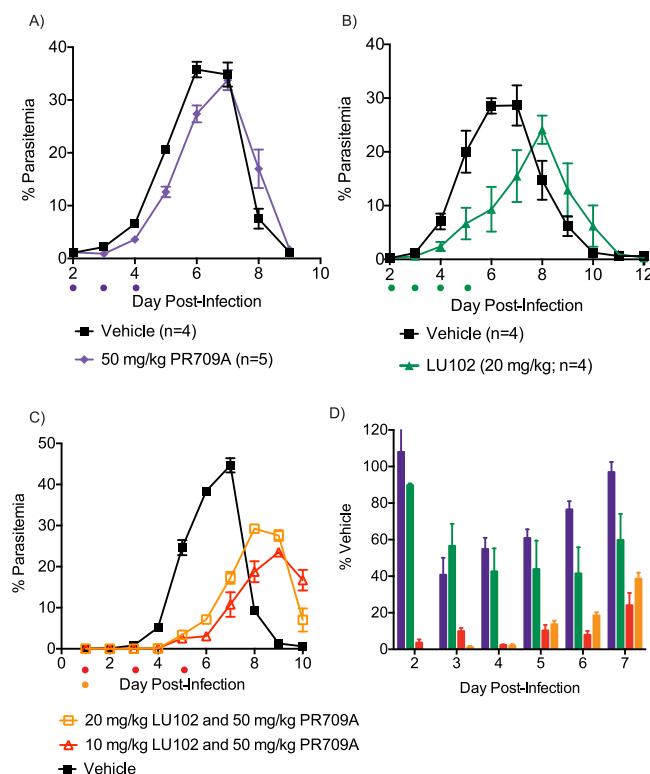 A)
40
30
20
10
0
% Parasitemia
2 4 6 8 10
Day Post-Infection
Vehicle (n=4)
50 mg/kg PR709A (n=5)
B)
40
30
20
10
0
% Parasitemia
2 4 6 8 10 12
Day Post-Infection
Vehicle (n=4)
LU102 (20 mg/kg; n=4)
C)
50
40
30
20
10
0
% Parasitemia
0 2 4 6 8 10
Day Post-Infection
20 mg/kg LU102 and 50 mg/kg PR709A
10 mg/kg LU102 and 50 mg/kg PR709A
Vehicle
D)
120
100
80
60
40
20
0
% Vehicle
2 3 4 5 6 7
Day Post-Infection